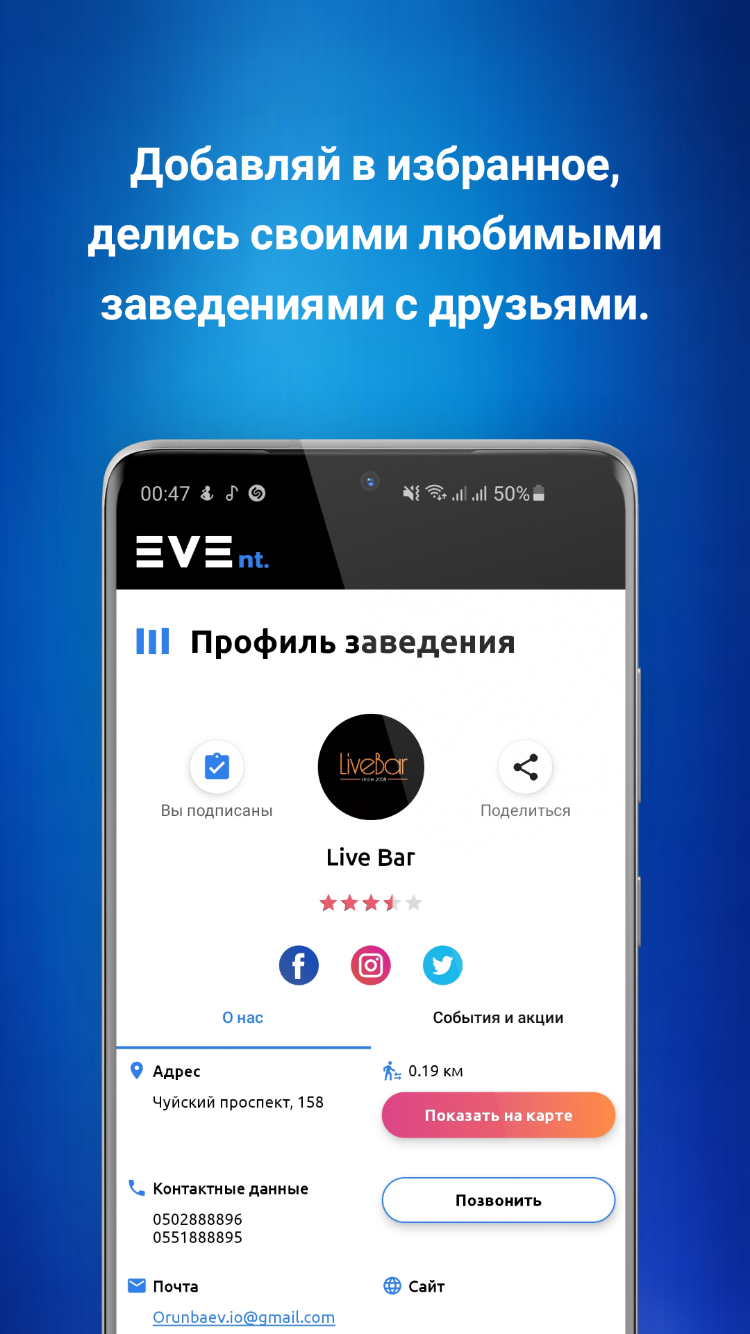 Добавляй в избранное,
делись своими любимыми
заведениями с друзьями.
00:47
50%
EVEnt.
Профиль заведения
LiveBar
since 2008
Вы подписаны
Поделиться
Live Bar
О нас
События и акции
Адрес
0.19 км
Чуйский проспект, 158
Показать на карте
Контактные данные
Позвонить
0502888896
0551888895
Почта
Сайт
Orunbaev.io@gmail.com